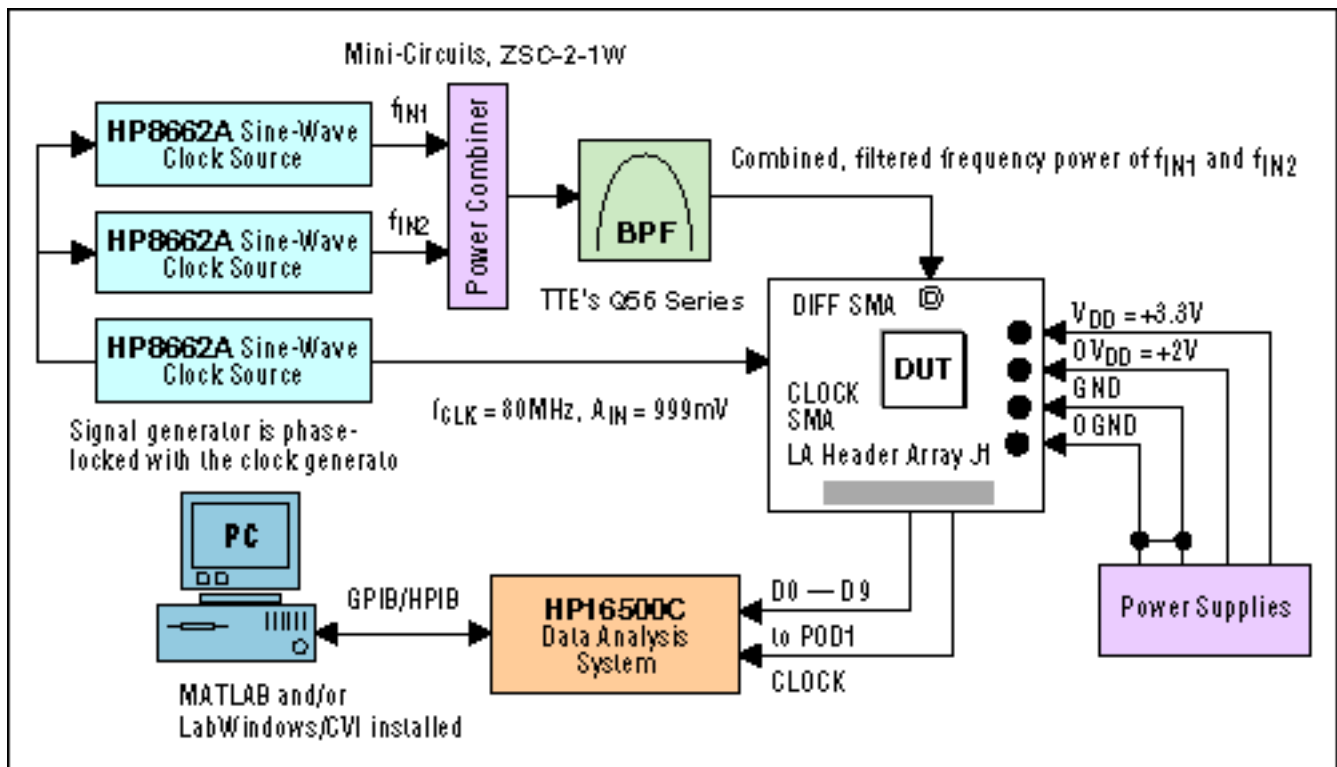 Mini-Circuits, ZSC-2-1W
HP8662A Sine-Wave
Clock Source
fIN1
Power Combiner
HP8662A Sine-Wave
Clock Source
fIN2
BPF
Combined, filtered frequency power of fIN1 and fIN2
TTE's Q56 Series
HP8662A Sine-Wave
Clock Source
fCLK = 80MHz, AIN = 999mV
Signal generator is phase-
locked with the clock generato
DIFF SMA
DUT
CLOCK
SMA
LA Header Array J1
VDD = +3.3V
OVDD = +2V
GND
OGND
Power Supplies
PC
GPIB/HPIB
HP16500C
Data Analysis
System
D0 — D9
to POD1
CLOCK
MATLAB and/or
LabWindows/CVI installed